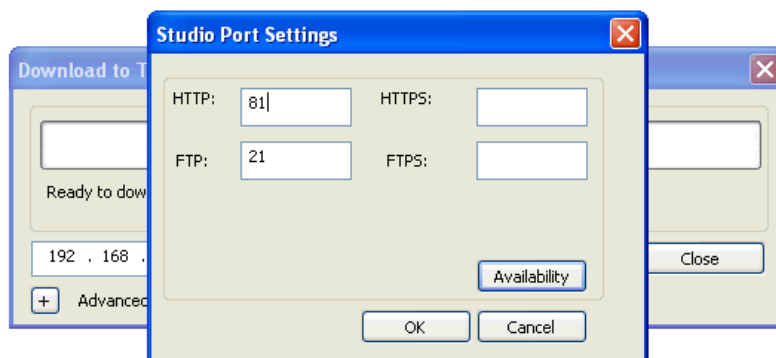 Studio Port Settings
Download to T
HTTP: 81 HTTPS:
FTP: 21 FTPS:
Ready to dow
192 . 168 .
Close
Availability
+ Advanced
OK Cancel